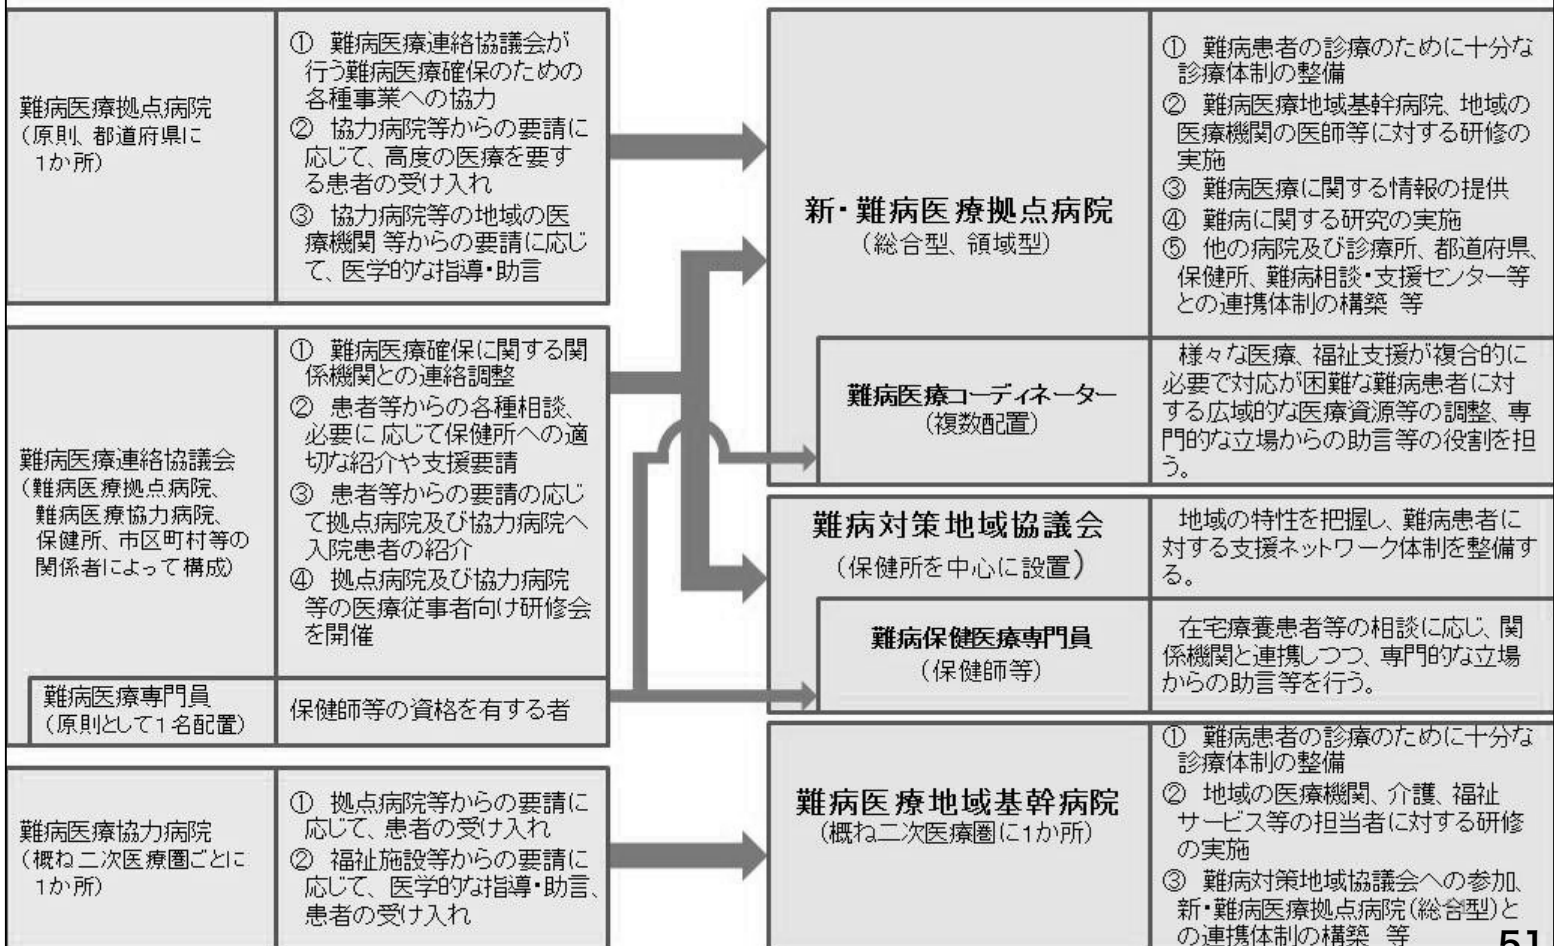 難病医療拠点病院
（原則、都道府県に
1か所）
① 難病医療連絡協議会が
行う難病医療確保のための
各種事業への協力
② 協力病院等からの要請に
応じて、高度の医療を要す
る患者の受け入れ
③ 協力病院等の地域の医
療機関 等からの要請に応じ
て、医学的な指導・助言
難病医療連絡協議会
（難病医療拠点病院、
難病医療協力病院、
保健所、市区町村等の
関係者によって構成）
① 難病医療確保に関する関
係機関との連絡調整
② 患者等からの各種相談、
必要に 応じて保健所への適
切な紹介や支援要請
③ 患者等からの要請の応じ
て拠点病院及び協力病院へ
入院患者の紹介
④ 拠点病院及び協力病院
等の医療従事者向け研修会
を開催
難病医療専門員
（原則として1名配置）
保健師等の資格を有する者
難病医療協力病院
（概ね二次医療圏ごとに
1か所）
① 拠点病院等からの要請に
応じて、患者の受け入れ
② 福祉施設等からの要請に
応じて、医学的な指導・助言、
患者の受け入れ
新・難病医療拠点病院
（総合型、領域型）
① 難病患者の診療のために十分な
診療体制の整備
② 難病医療地域基幹病院、地域の
医療機関の医師等に対する研修の
実施
③ 難病医療に関する情報の提供
④ 難病に関する研究の実施
⑤ 他の病院及び診療所、都道府県、
保健所、難病相談・支援センター等
との連携体制の構築 等
難病医療コーディネーター
（複数配置）
様々な医療、福祉支援が複合的に
必要で対応が困難な難病患者に対
する広域的な医療資源等の調整、専
門的な立場からの助言等の役割を担
う。
難病対策地域協議会
（保健所を中心に設置）
地域の特性を把握し、難病患者に
対する支援ネットワーク体制を整備す
る。
難病保健医療専門員
（保健師等）
在宅療養患者等の相談に応じ、関
係機関と連携しつつ、専門的な立場
からの助言等を行う。
難病医療地域基幹病院
（概ね二次医療圏に1か所）
① 難病患者の診療のために十分な
診療体制の整備
② 地域の医療機関、介護、福祉
サービス等の担当者に対する研修
の実施
③ 難病対策地域協議会への参加、
新・難病医療拠点病院（総合型）と
の連携体制の構築 等
51